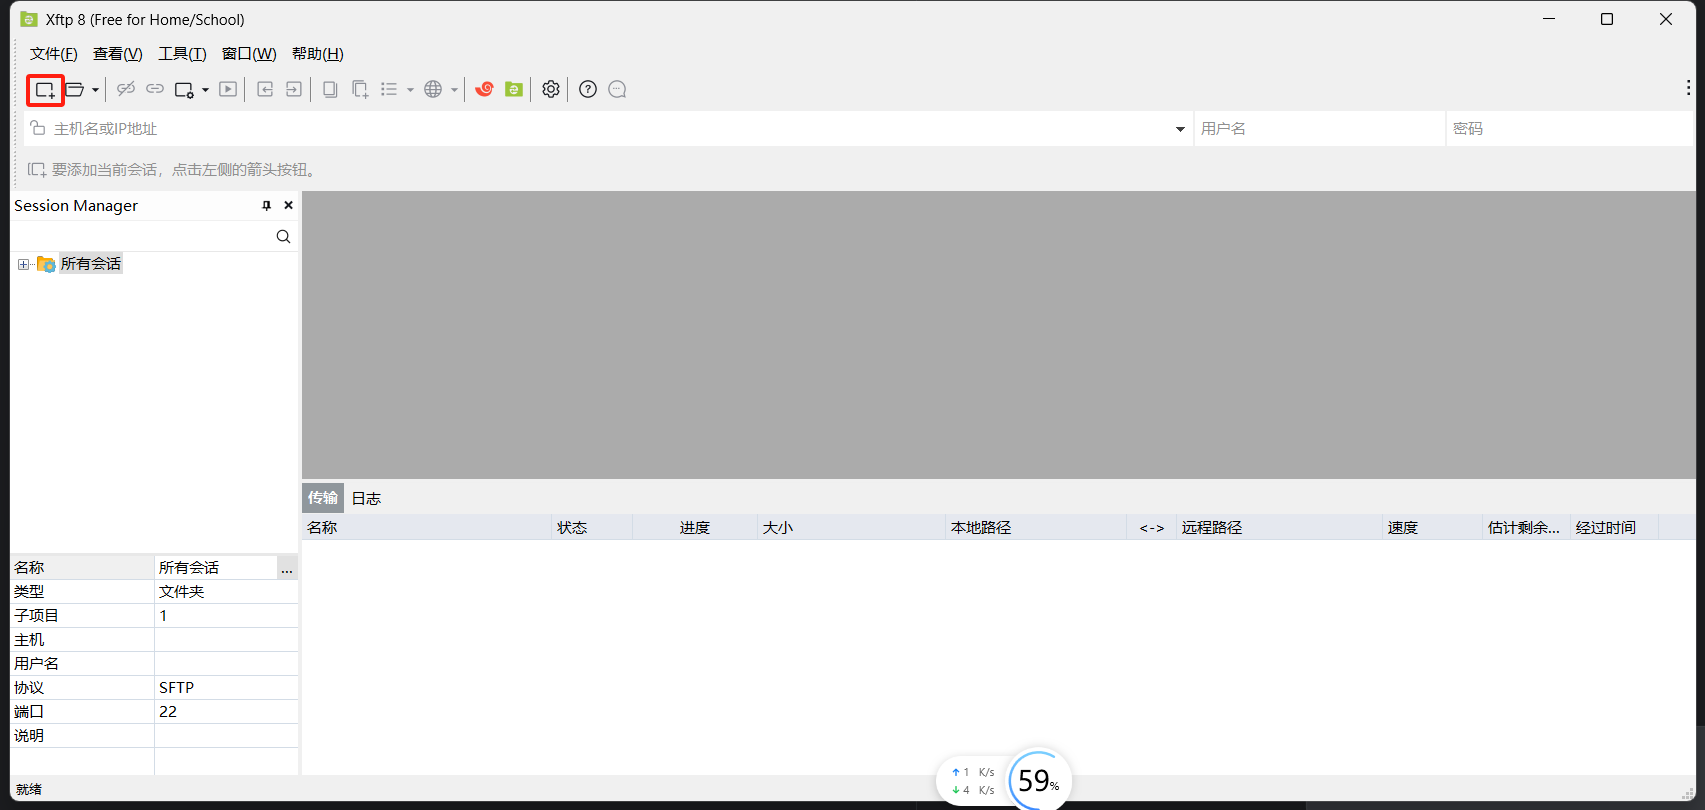 Xftp 8 (Free for Home/School)
文件(F) 查看(V) 工具(T) 窗口(W) 帮助(H)
主机名或IP地址 用户名 密码
要添加当前会话，点击左侧的箭头按钮。
Session Manager
所有会话
传输 日志
名称 状态 进度 大小 本地路径 <-> 远程路径 速度 估计剩余... 经过时间
名称 所有会话 ...
类型 文件夹
子项目 1
主机
用户名
协议 SFTP
端口 22
说明
就绪
↑ 1 K/s
↓ 4 K/s
59%